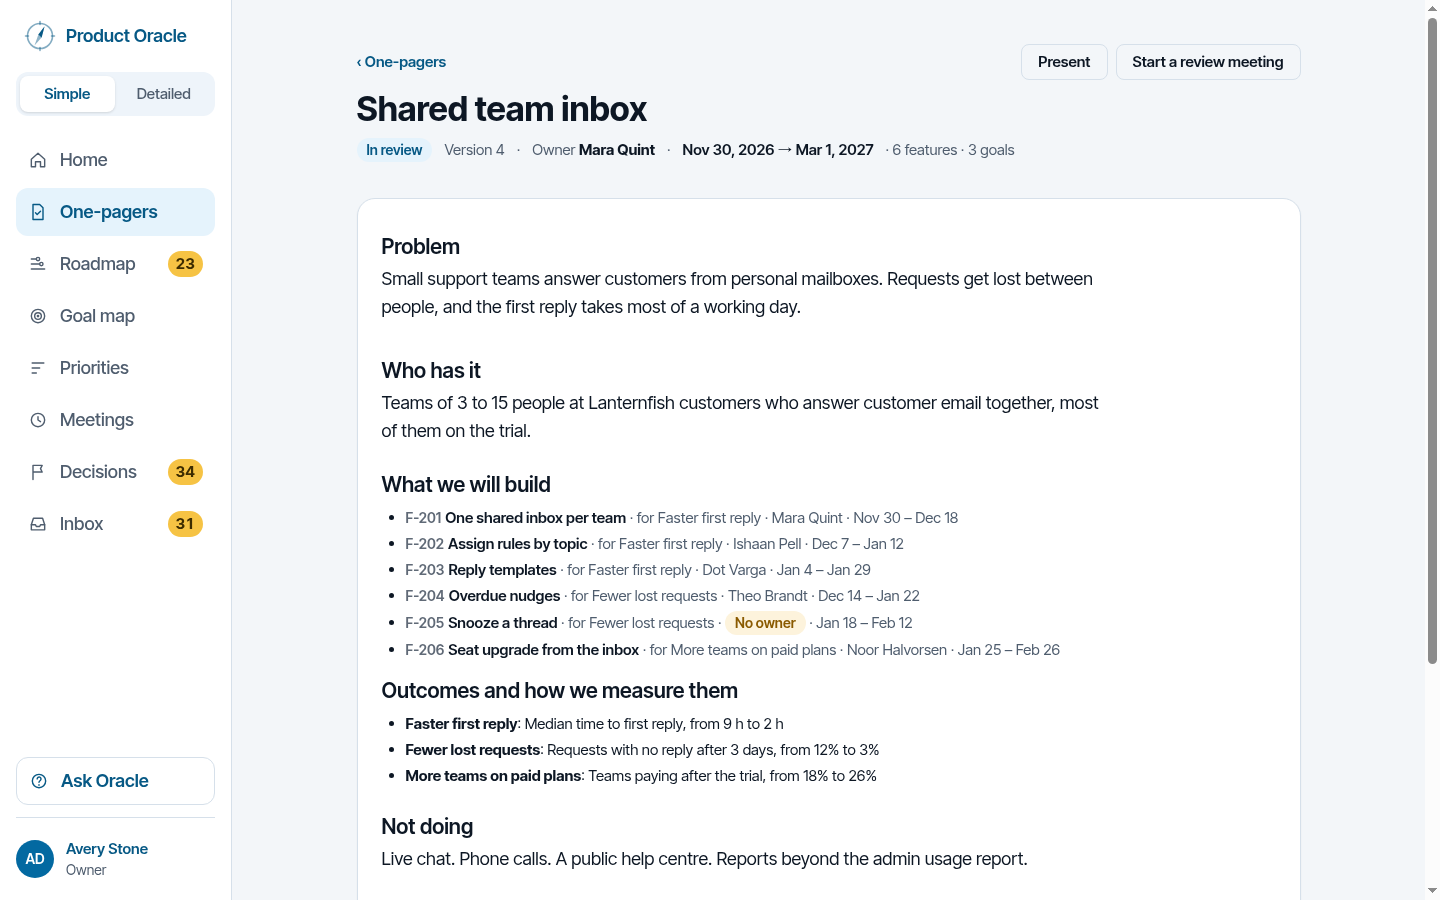 Product Oracle
Simple
Detailed
Home
One-pagers
Roadmap 23
Goal map
Priorities
Meetings
Decisions 34
Inbox 31
Ask Oracle
AD
Avery Stone
Owner
‹ One-pagers
Present
Start a review meeting
Shared team inbox
In review Version 4 · Owner Mara Quint · Nov 30, 2026 → Mar 1, 2027 · 6 features · 3 goals
Problem
Small support teams answer customers from personal mailboxes. Requests get lost between
people, and the first reply takes most of a working day.
Who has it
Teams of 3 to 15 people at Lanternfish customers who answer customer email together, most
of them on the trial.
What we will build
• F-201 One shared inbox per team · for Faster first reply · Mara Quint · Nov 30 – Dec 18
• F-202 Assign rules by topic · for Faster first reply · Ishaan Pell · Dec 7 – Jan 12
• F-203 Reply templates · for Faster first reply · Dot Varga · Jan 4 – Jan 29
• F-204 Overdue nudges · for Fewer lost requests · Theo Brandt · Dec 14 – Jan 22
• F-205 Snooze a thread · for Fewer lost requests · No owner · Jan 18 – Feb 12
• F-206 Seat upgrade from the inbox · for More teams on paid plans · Noor Halvorsen · Jan 25 – Feb 26
Outcomes and how we measure them
• Faster first reply: Median time to first reply, from 9 h to 2 h
• Fewer lost requests: Requests with no reply after 3 days, from 12% to 3%
• More teams on paid plans: Teams paying after the trial, from 18% to 26%
Not doing
Live chat. Phone calls. A public help centre. Reports beyond the admin usage report.